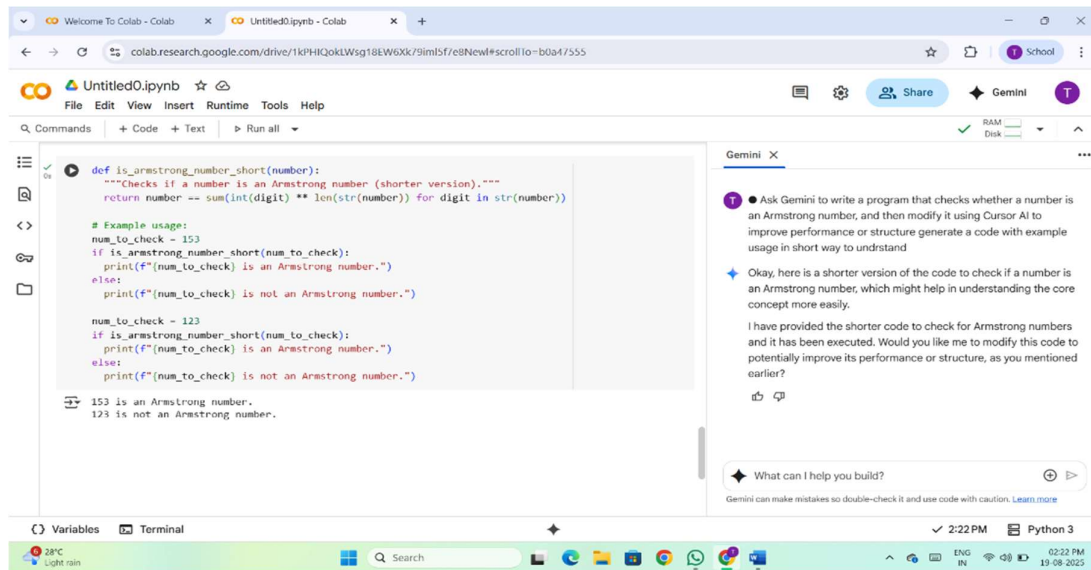 Welcome To Colab - Colab
Untitled0.ipynb - Colab
School
Untitled0.ipynb
File Edit View Insert Runtime Tools Help
Share
Gemini
T
Commands + Code + Text Run all
RAM
Disk
0s
def is_armstrong_number_short(number):
"""Checks if a number is an Armstrong number (shorter version)."""
return number == sum(int(digit) ** len(str(number)) for digit in str(number))
# Example usage:
num_to_check = 153
if is_armstrong_number_short(num_to_check):
print(f"{num_to_check} is an Armstrong number.")
else:
print(f"{num_to_check} is not an Armstrong number.")
num_to_check = 123
if is_armstrong_number_short(num_to_check):
print(f"{num_to_check} is an Armstrong number.")
else:
print(f"{num_to_check} is not an Armstrong number.")
153 is an Armstrong number.
123 is not an Armstrong number.
Gemini
T
● Ask Gemini to write a program that checks whether a number is
an Armstrong number, and then modify it using Cursor AI to
improve performance or structure generate a code with example
usage in short way to undrstand
Okay, here is a shorter version of the code to check if a number is
an Armstrong number, which might help in understanding the core
concept more easily.
I have provided the shorter code to check for Armstrong numbers
and it has been executed. Would you like me to modify this code to
potentially improve its performance or structure, as you mentioned
earlier?
What can I help you build?
Gemini can make mistakes so double-check it and use code with caution. Learn more
Variables Terminal
2:22 PM Python 3
6
28°C
Light rain
Search
ENG
IN
02:22 PM
19-08-2025